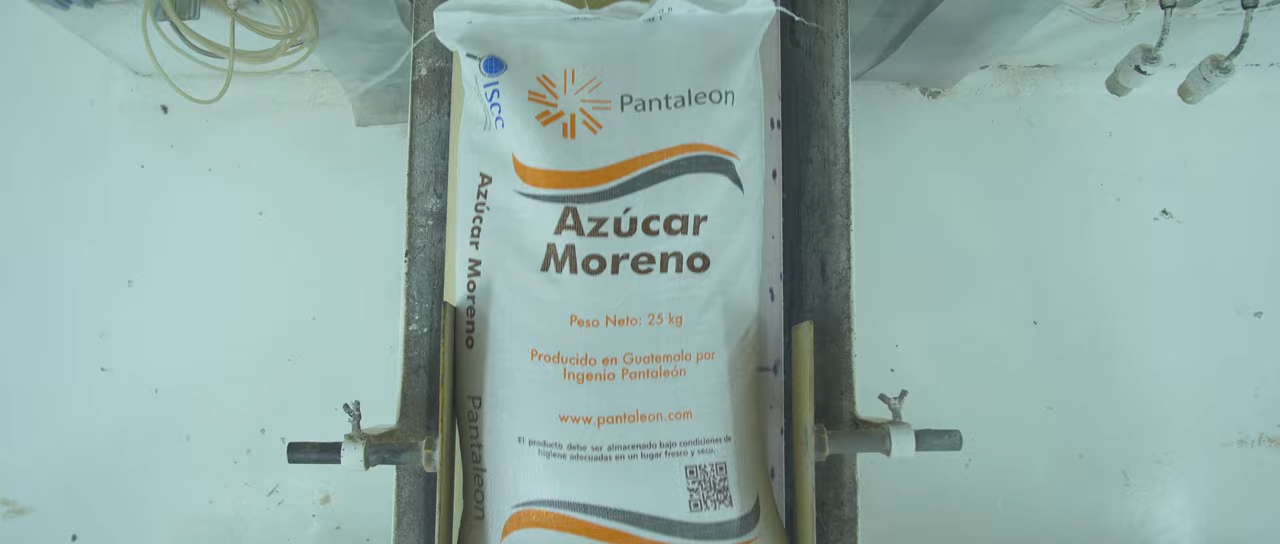 ISCC
Pantaleon
Azúcar
Moreno
Peso Neto: 25 kg
Producido en Guatemala por
Ingenio Pantaleón
www.pantaleon.com
El producto debe ser almacenado bajo condiciones de
higiene adecuadas en un lugar fresco y seco.
Azúcar Moreno
Pantaleon